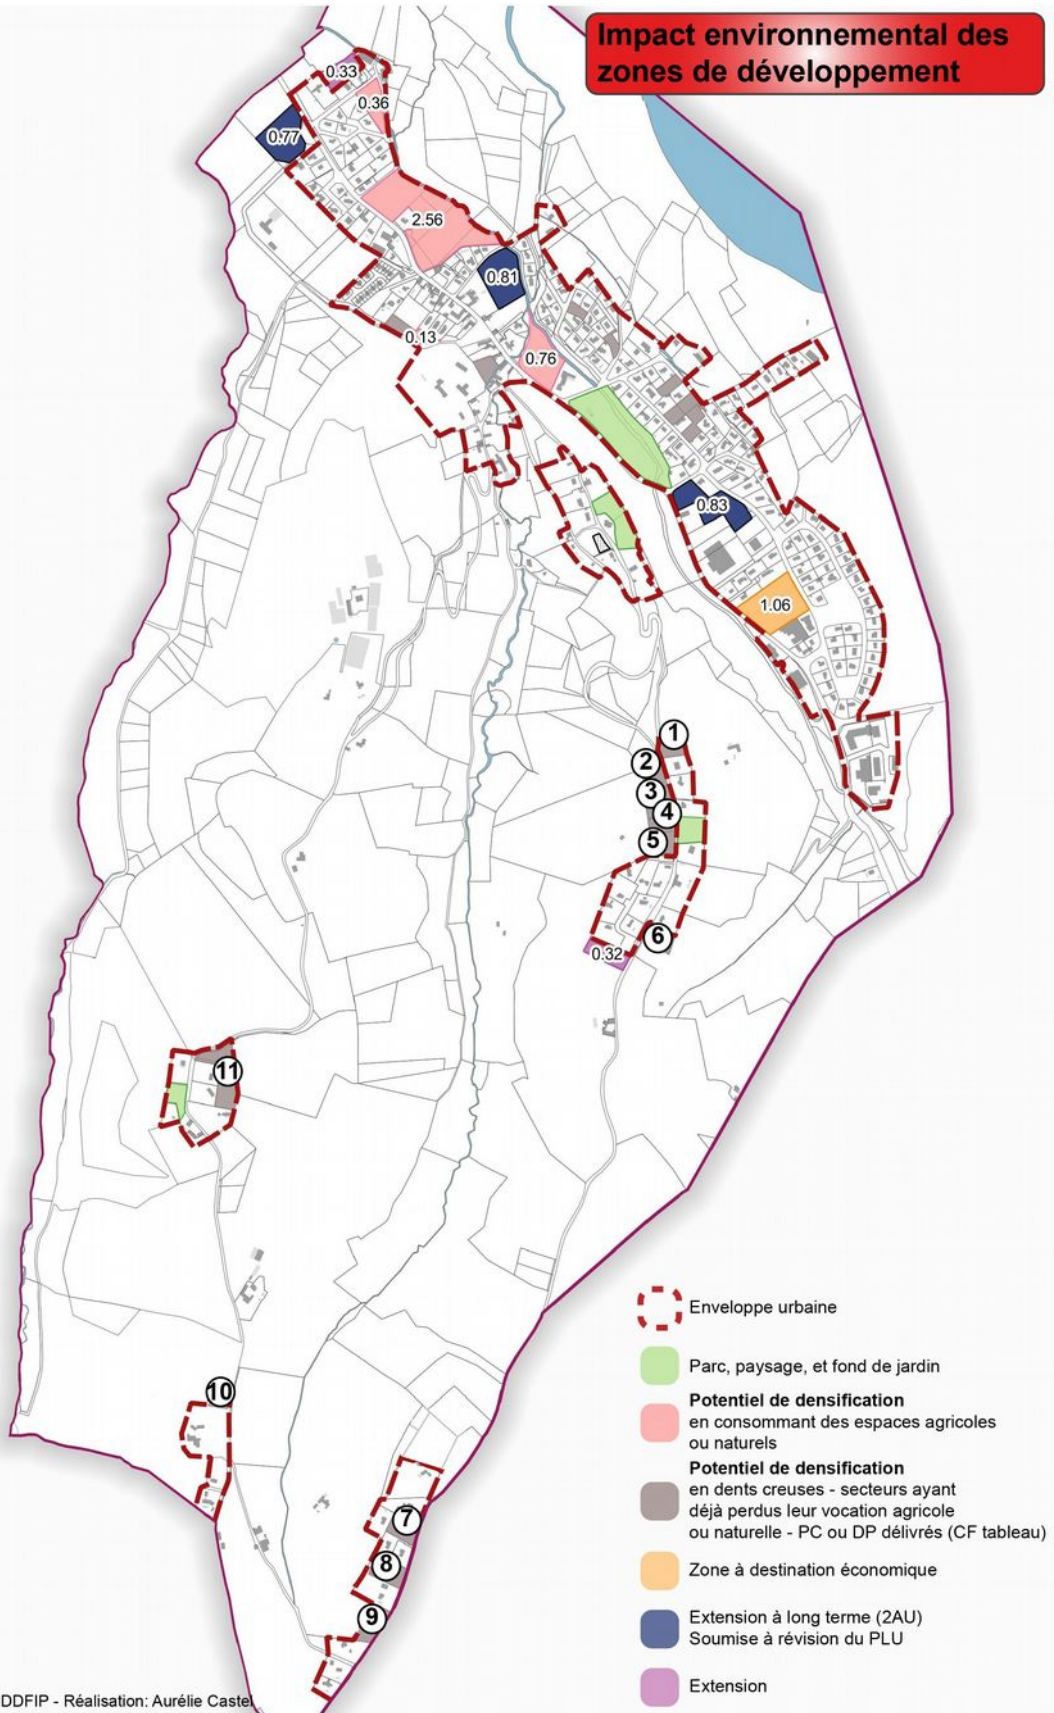 Impact environnemental des
zones de développement
0.33
0.36
0.77
2.56
0.81
0.13
0.76
0.83
1.06
1
2
3
4
5
6
0.32
11
10
7
8
9
Enveloppe urbaine
Parc, paysage, et fond de jardin
Potentiel de densification
en consommant des espaces agricoles
ou naturels
Potentiel de densification
en dents creuses - secteurs ayant
déjà perdus leur vocation agricole
ou naturelle - PC ou DP délivrés (CF tableau)
Zone à destination économique
Extension à long terme (2AU)
Soumise à révision du PLU
Extension
DDFIP - Réalisation: Aurélie Castel